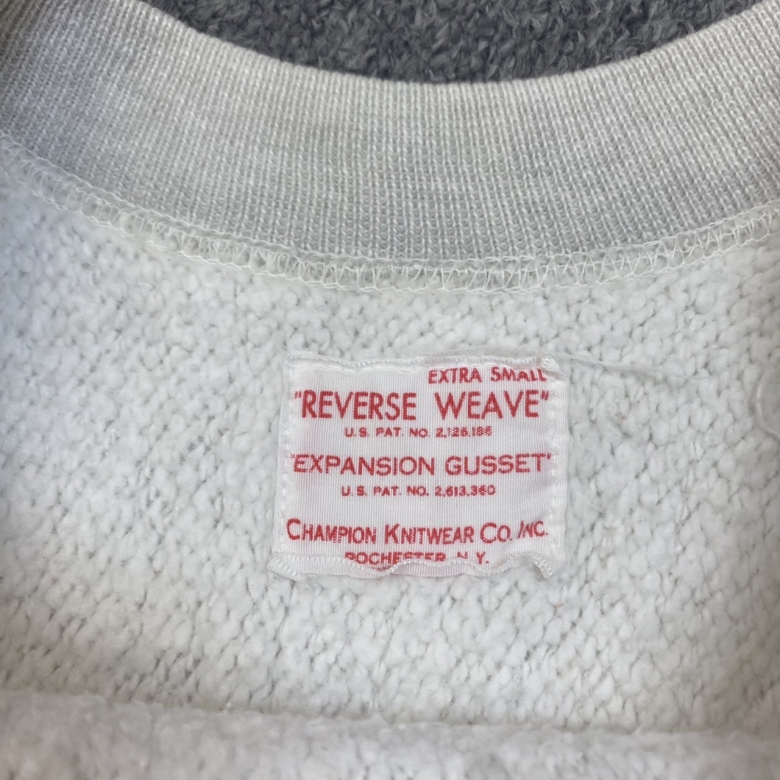 EXTRA SMALL
"REVERSE WEAVE"
U.S. PAT. NO. 2,126,186
"EXPANSION GUSSET"
U.S. PAT. NO. 2,613,360
CHAMPION KNITWEAR CO. INC.
ROCHESTER, N.Y.